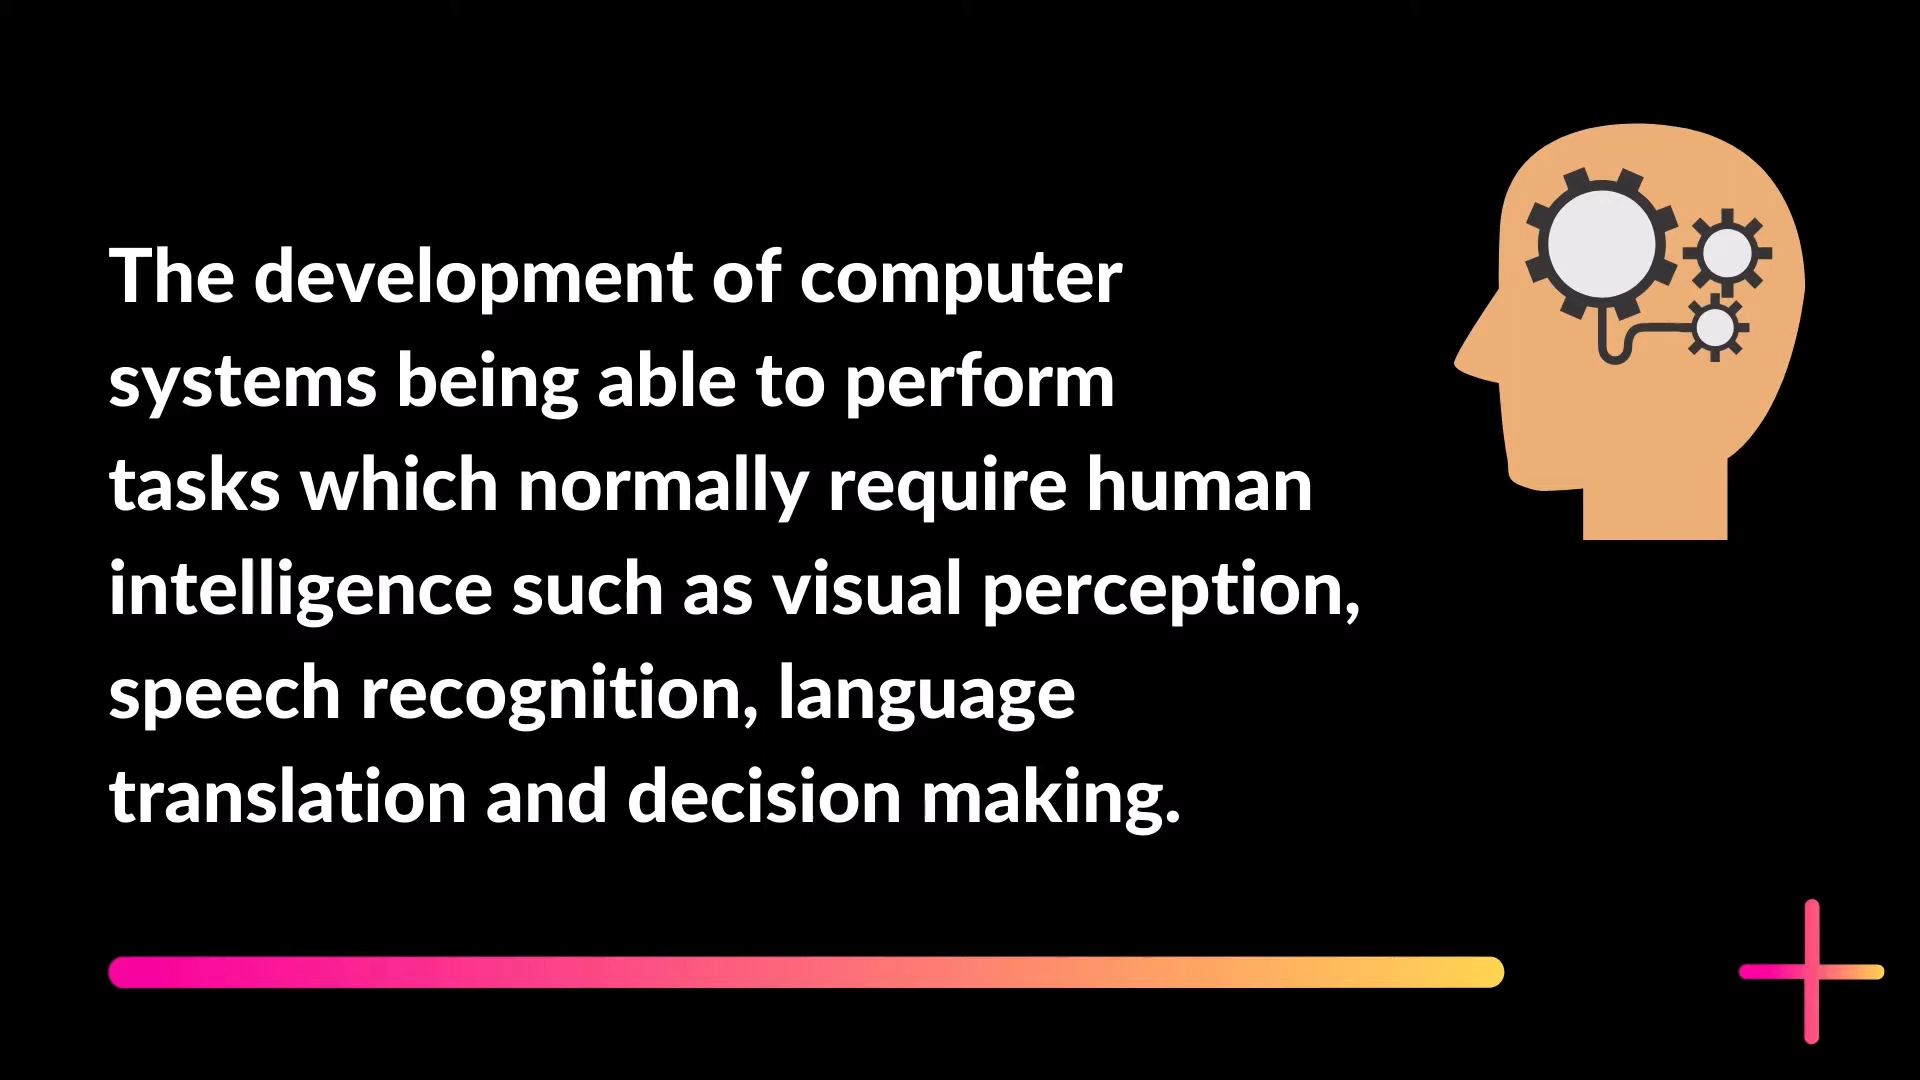 The development of computer
systems being able to perform
tasks which normally require human
intelligence such as visual perception,
speech recognition, language
translation and decision making.